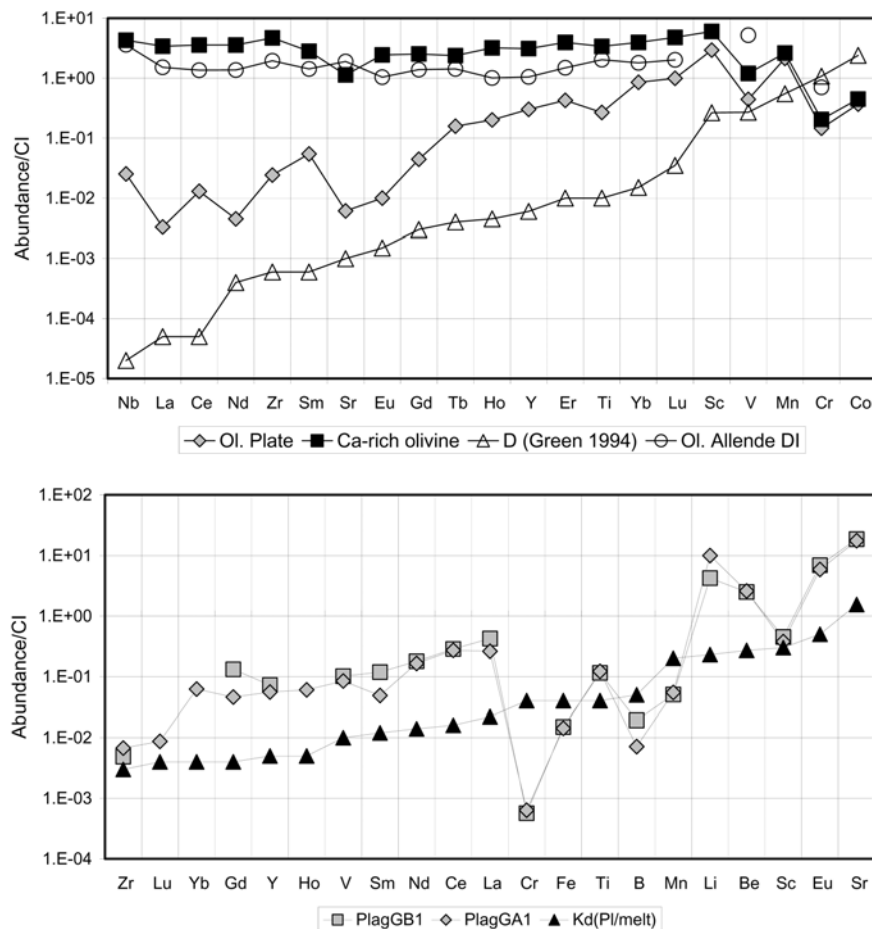 1.E+01
1.E+00
1.E-01
1.E-02
1.E-03
1.E-04
1.E-05
Abundance/CI
Nb La Ce Nd Zr Sm Sr Eu Gd Tb Ho Y Er Ti Yb Lu Sc V Mn Cr Co
Ol. Plate Ca-rich olivine D (Green 1994) Ol. Allende DI
1.E+02
1.E+01
1.E+00
1.E-01
1.E-02
1.E-03
1.E-04
Abundance/CI
Zr Lu Yb Gd Y Ho V Sm Nd Ce La Cr Fe Ti B Mn Li Be Sc Eu Sr
PlagGB1 PlagGA1 Kd(Pl/melt)